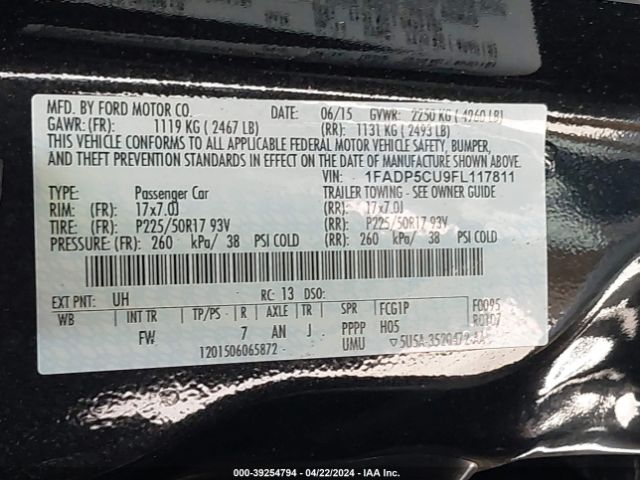 MFD. BY FORD MOTOR CO. DATE: 06/15 GVWR: 2250 KG ( 4960 LB)
GAWR: (FR): 1119 KG ( 2467 LB) (RR): 1131 KG ( 2493 LB)
THIS VEHICLE CONFORMS TO ALL APPLICABLE FEDERAL MOTOR VEHICLE SAFETY, BUMPER,
AND THEFT PREVENTION STANDARDS IN EFFECT ON THE DATE OF MANUFACTURE SHOWN ABOVE.
VIN: 1FADP5CU9FL117811
TYPE: Passenger Car TRAILER TOWING - SEE OWNER GUIDE
RIM: (FR): 17x7.0J (RR): 17x7.0J
TIRE: (FR): P225/50R17 93V (RR): P225/50R17 93V
PRESSURE: (FR): 260 kPa/ 38 PSI COLD (RR): 260 kPa/ 38 PSI COLD
EXT PNT: UH RC: 13 DSO:
WB INT TR TP/PS R AXLE TR SPR FCG1P F0095
FW 7 AN J PPPP H05 R0107
1201506065872 UMU
000-39254794 - 04/22/2024 - IAA Inc.